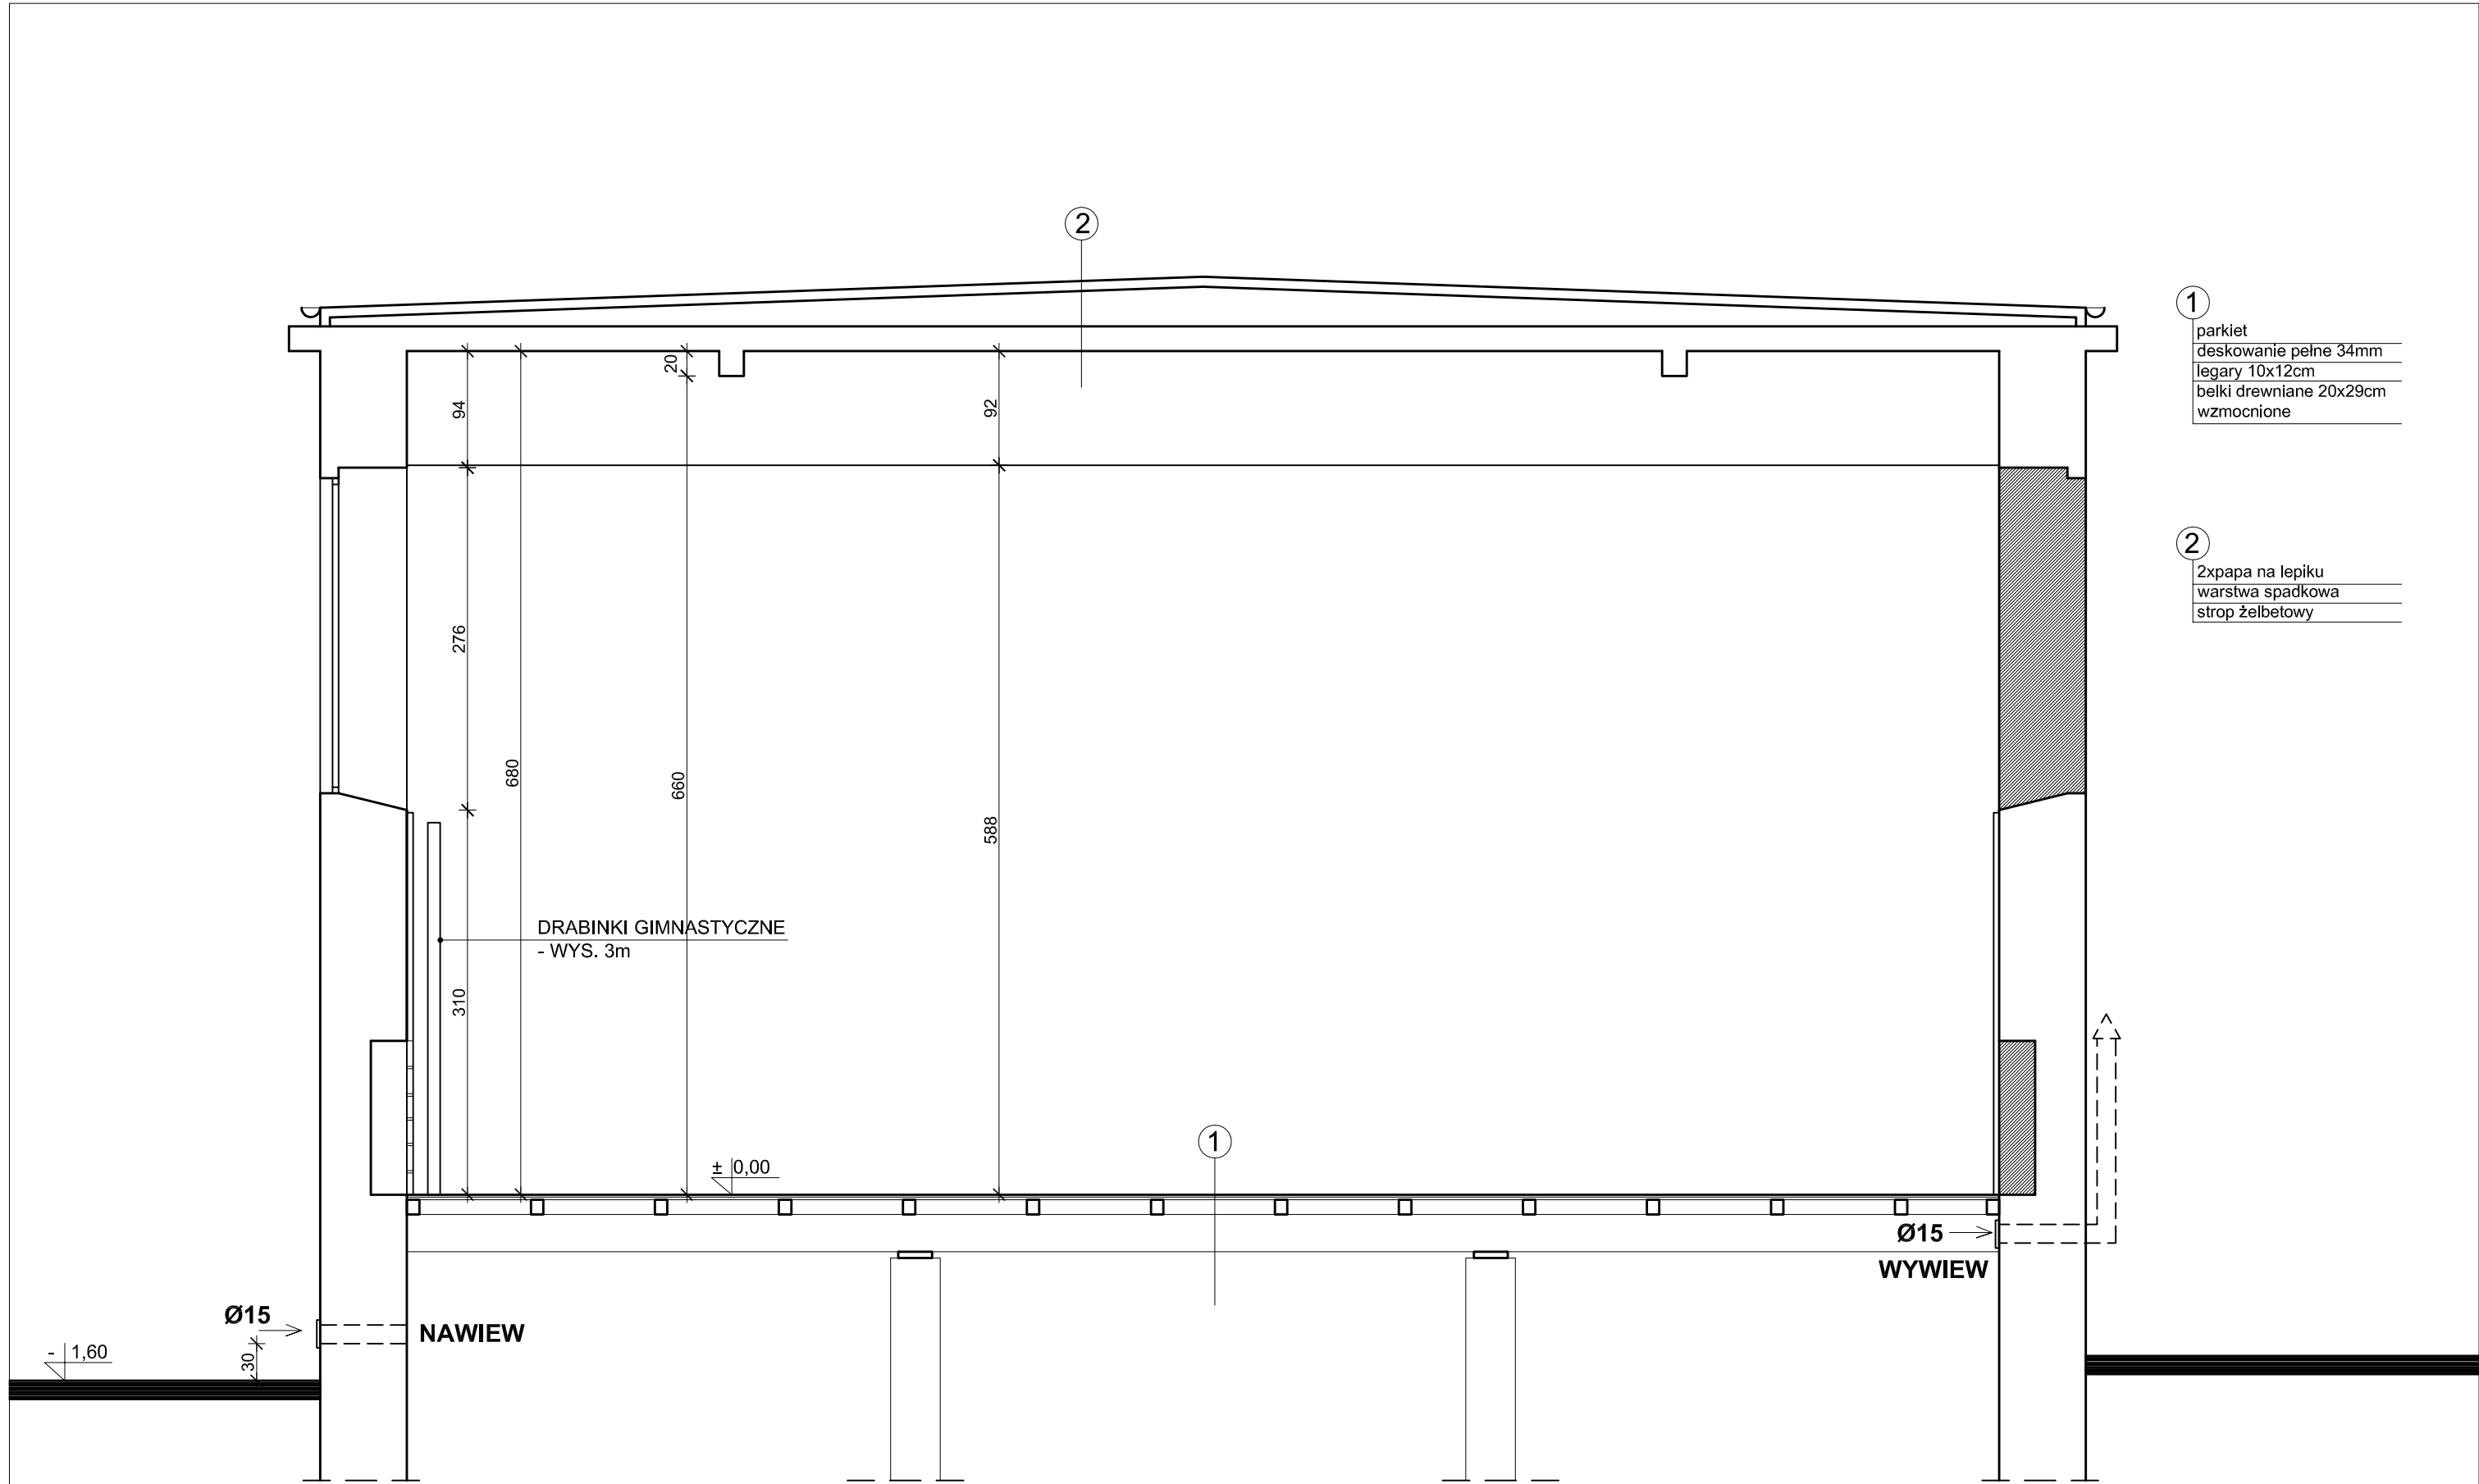 2
1
parkiet
deskowanie pełne 34mm
legary 10x12cm
belki drewniane 20x29cm
wzmocnione
2
2xpapa na lepiku
warstwa spadkowa
strop żelbetowy
20
94
92
276
680
660
588
DRABINKI GIMNASTYCZNE
- WYS. 3m
310
1
± 0,00
Ø15
WYWIEW
Ø15
NAWIEW
- 1,60
30